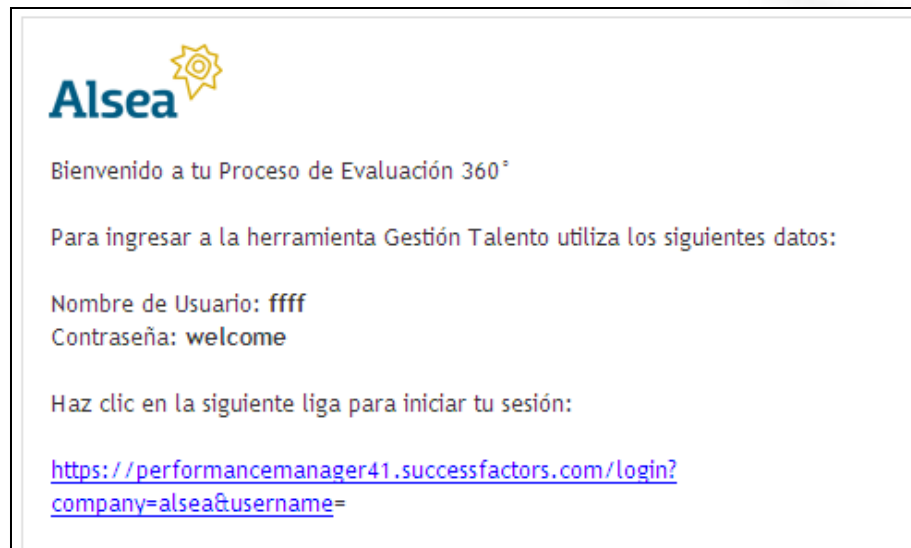 Alsea
Bienvenido a tu Proceso de Evaluación 360°
Para ingresar a la herramienta Gestión Talento utiliza los siguientes datos:
Nombre de Usuario: ffff
Contraseña: welcome
Haz clic en la siguiente liga para iniciar tu sesión:
https://performancemanager41.successfactors.com/login?
company=alsea&username=